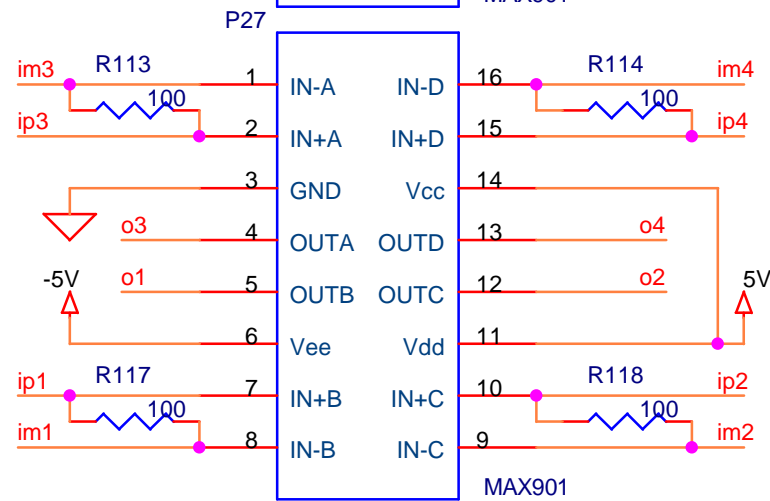 MAX901
P27
im3 R113 1 IN-A IN-D 16 R114 im4
100 100
ip3 2 IN+A IN+D 15 ip4
3 GND Vcc 14
o3 4 OUTA OUTD 13 o4
-5V o1 5 OUTB OUTC 12 o2 5V
6 Vee Vdd 11
ip1 R117 7 IN+B IN+C 10 R118 ip2
100 100
im1 8 IN-B IN-C 9 im2
MAX901